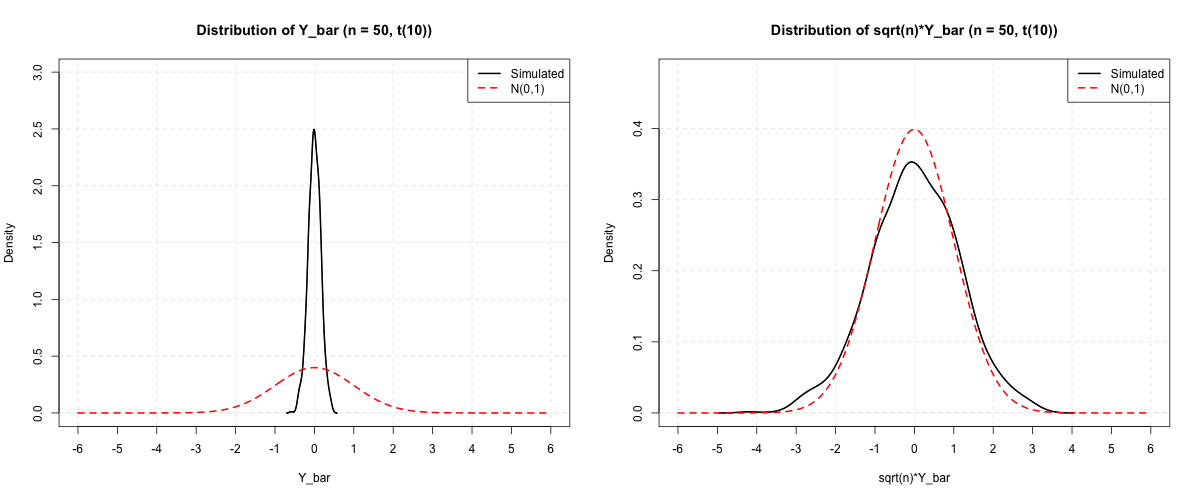 Distribution of Y_bar (n = 50, t(10))
Simulated
N(0,1)
Density
3.0
2.5
2.0
1.5
1.0
0.5
0.0
-6 -5 -4 -3 -2 -1 0 1 2 3 4 5 6
Y_bar
Distribution of sqrt(n)*Y_bar (n = 50, t(10))
Simulated
N(0,1)
Density
0.4
0.3
0.2
0.1
0.0
-6 -5 -4 -3 -2 -1 0 1 2 3 4 5 6
sqrt(n)*Y_bar